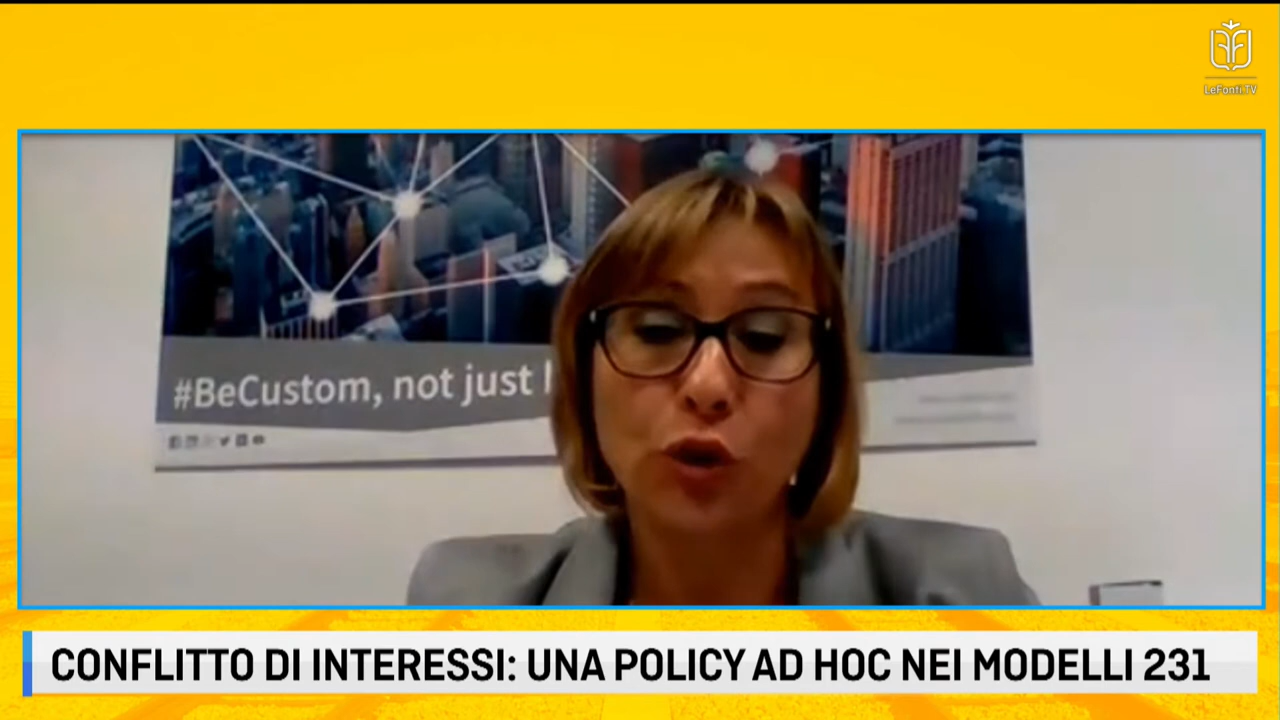 LeFonti.TV
#BeCustom, not just
CONFLITTO DI INTERESSI: UNA POLICY AD HOC NEI MODELLI 231